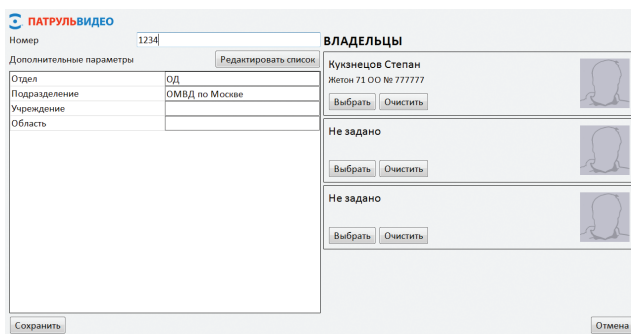 ПАТРУЛЬВИДЕО
Номер 1234
Дополнительные параметры Редактировать список
Отдел ОД
Подразделение ОМВД по Москве
Учреждение
Область
Сохранить
ВЛАДЕЛЬЦЫ
Кукзнецов Степан
Жетон 71 ОО № 777777
Выбрать Очистить
Не задано
Выбрать Очистить
Не задано
Выбрать Очистить
Отмена